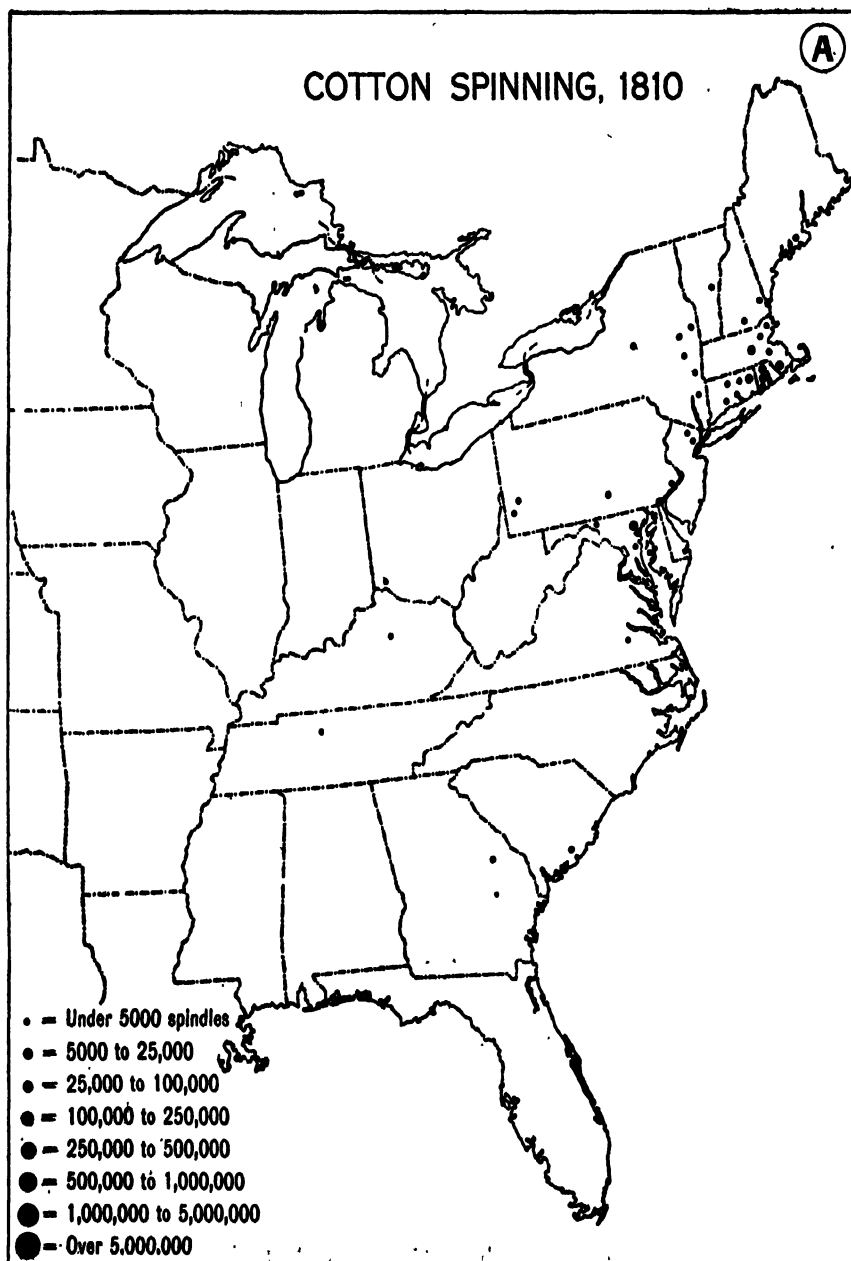 A
COTTON SPINNING, 1810
• = Under 5000 spindles
• = 5000 to 25,000
• = 25,000 to 100,000
• = 100,000 to 250,000
• = 250,000 to 500,000
• = 500,000 to 1,000,000
• = 1,000,000 to 5,000,000
• = Over 5.000.000